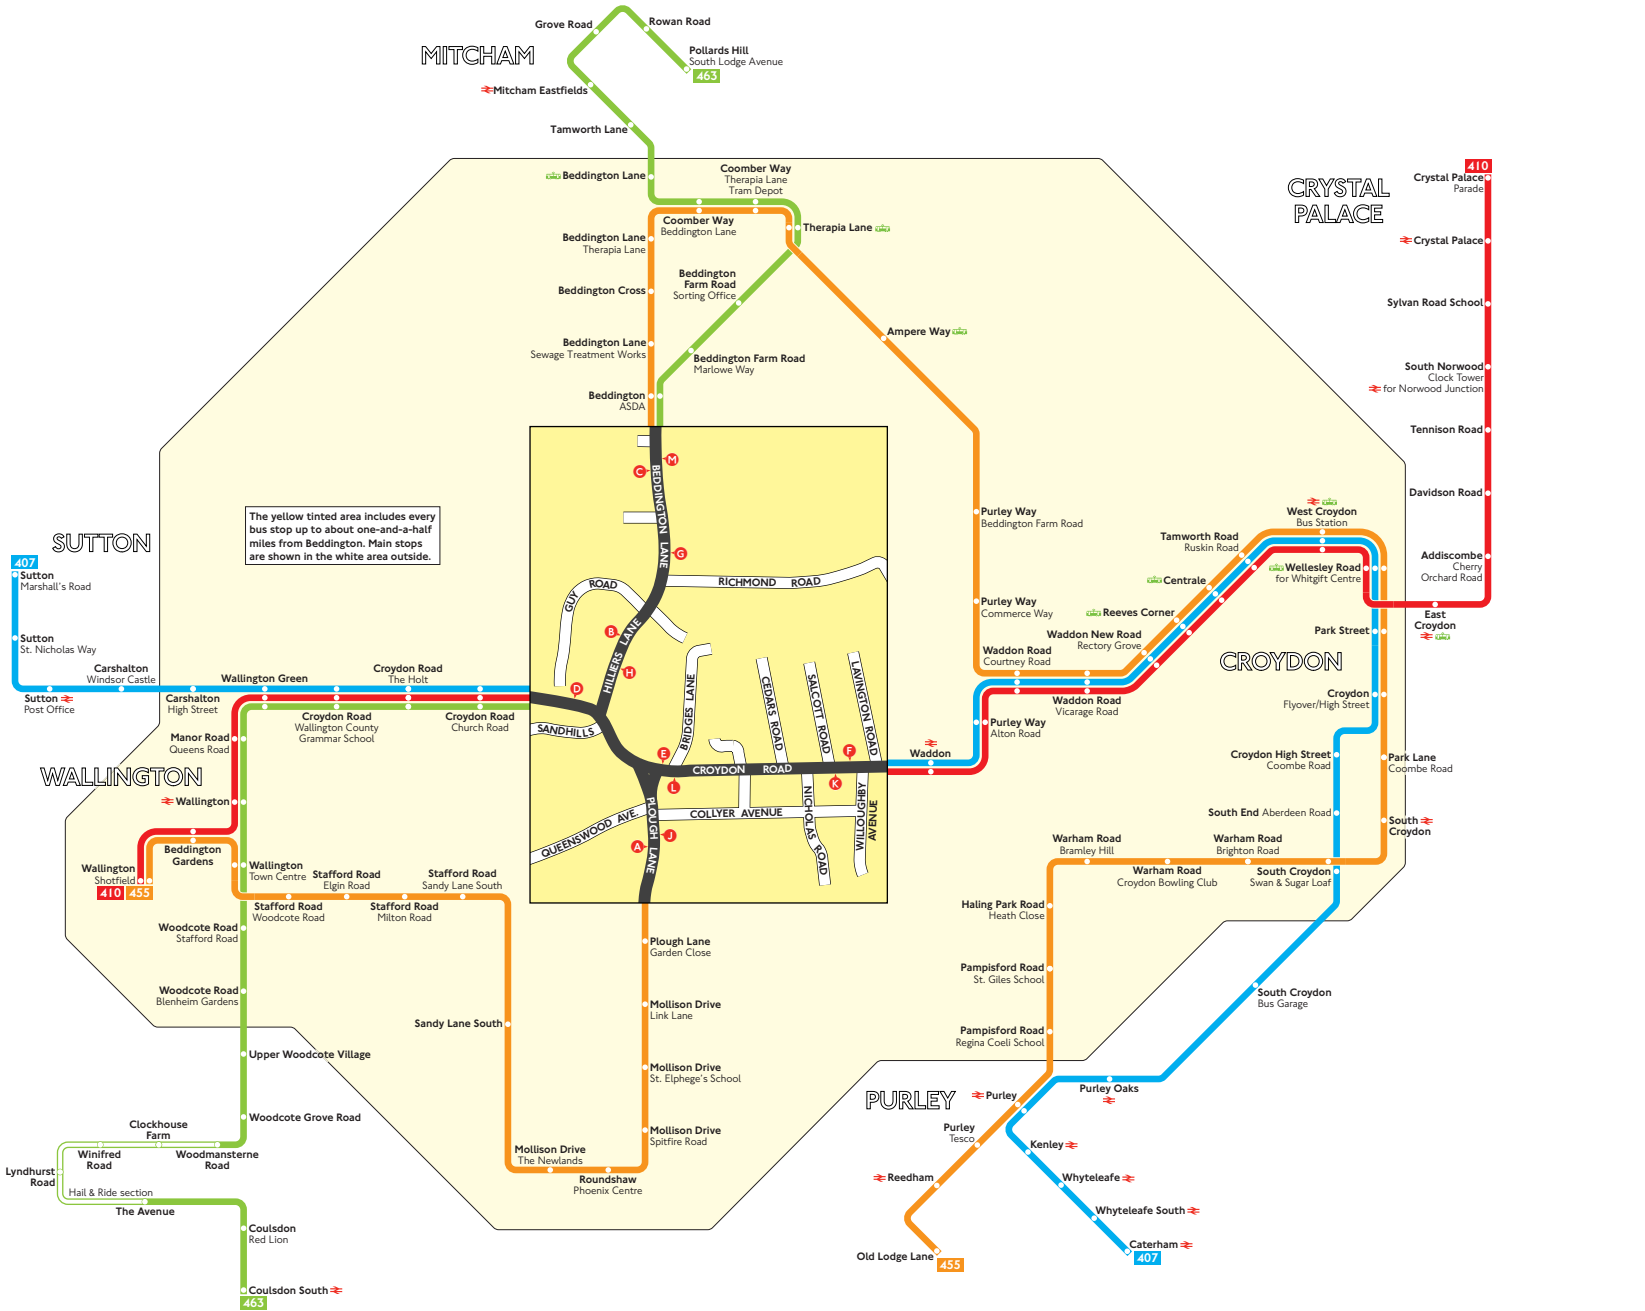 Grove Road
Rowan Road
MITCHAM
Pollards Hill
South Lodge Avenue
463
Mitcham Eastfields
Tamworth Lane
Beddington Lane
Coomber Way
Therapia Lane
Tram Depot
Coomber Way
Beddington Lane
Therapia Lane
Beddington Lane
Therapia Lane
Beddington
Farm Road
Sorting Office
Beddington Cross
Ampere Way
Beddington Lane
Sewage Treatment Works
Beddington Farm Road
Marlowe Way
Beddington
ASDA
410
CRYSTAL
PALACE
Crystal Palace
Parade
Crystal Palace
Sylvan Road School
South Norwood
Clock Tower
for Norwood Junction
Tennison Road
Davidson Road
Addiscombe
Cherry
Orchard Road
East
Croydon
The yellow tinted area includes every
bus stop up to about one-and-a-half
miles from Beddington. Main stops
are shown in the white area outside.
SUTTON
407
Sutton
Marshall's Road
Sutton
St. Nicholas Way
Carshalton
Windsor Castle
Sutton
Post Office
Carshalton
High Street
Wallington Green
Croydon Road
Wallington County
Grammar School
Croydon Road
The Holt
Croydon Road
Church Road
Manor Road
Queens Road
WALLINGTON
Wallington
Beddington
Gardens
Wallington
Shotfield
410
455
Wallington
Town Centre
Stafford Road
Woodcote Road
Stafford Road
Elgin Road
Stafford Road
Milton Road
Stafford Road
Sandy Lane South
Woodcote Road
Stafford Road
Woodcote Road
Blenheim Gardens
Upper Woodcote Village
Woodcote Grove Road
Clockhouse
Farm
Winifred
Road
Woodmansterne
Road
Lyndhurst
Road
Hail & Ride section
The Avenue
Coulsdon
Red Lion
Coulsdon South
463
Sandy Lane South
Mollison Drive
The Newlands
Roundshaw
Phoenix Centre
Plough Lane
Garden Close
Mollison Drive
Link Lane
Mollison Drive
St. Elphege's School
Mollison Drive
Spitfire Road
C
M
BEDDINGTON LANE
G
RICHMOND ROAD
GUY ROAD
B
HILLIERS LANE
H
D
SANDHILLS
BRIDGES LANE
CEDARS ROAD
SALCOTT ROAD
LAVINGTON ROAD
E
F
CROYDON ROAD
L
K
PLOUGH LANE
COLLYER AVENUE
QUEENSWOOD AVE.
NICHOLAS ROAD
WILLOUGHBY
AVENUE
J
A
Waddon
Purley Way
Beddington Farm Road
Purley Way
Commerce Way
Waddon Road
Courtney Road
Purley Way
Alton Road
Waddon Road
Vicarage Road
Waddon New Road
Rectory Grove
Reeves Corner
Centrale
Tamworth Road
Ruskin Road
West Croydon
Bus Station
Wellesley Road
for Whitgift Centre
Park Street
CROYDON
Croydon
Flyover/High Street
Croydon High Street
Coombe Road
Park Lane
Coombe Road
South End Aberdeen Road
South
Croydon
Warham Road
Bramley Hill
Warham Road
Croydon Bowling Club
Warham Road
Brighton Road
South Croydon
Swan & Sugar Loaf
Haling Park Road
Heath Close
Pampisford Road
St. Giles School
Pampisford Road
Regina Coeli School
South Croydon
Bus Garage
PURLEY
Purley
Purley Oaks
Purley
Tesco
Kenley
Reedham
Whyteleafe
Whyteleafe South
Old Lodge Lane
455
Caterham
407